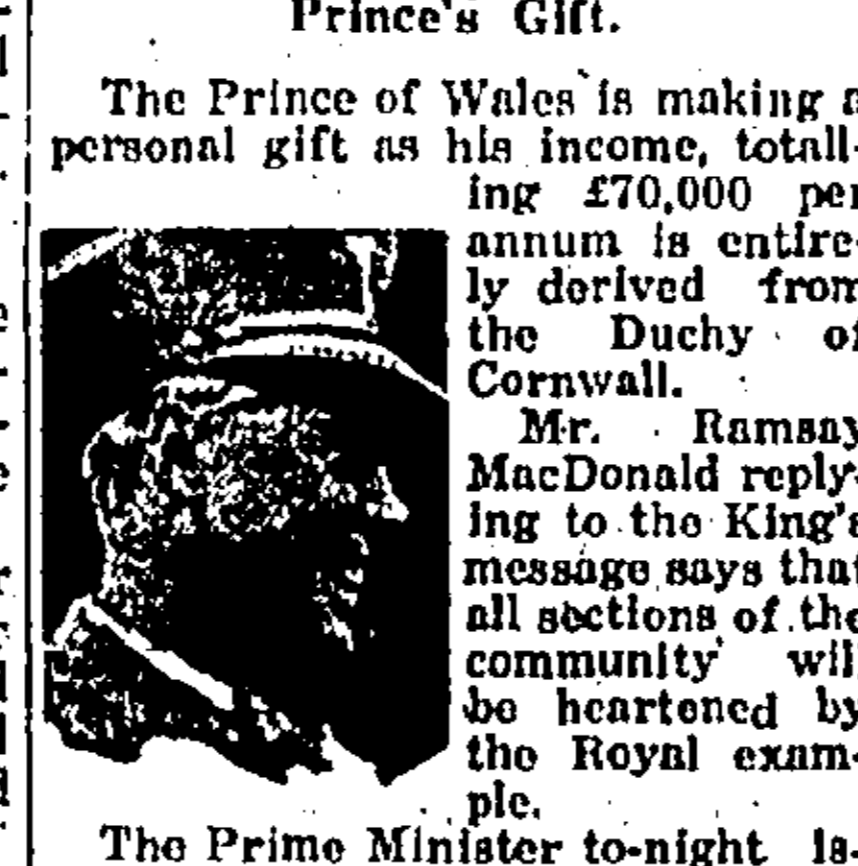 Prince's Gift.
The Prince of Wales is making a
personal gift as his income, totall-
ing £70,000 per
annum is entire-
ly derived from
the Duchy of
Cornwall.
Mr. Ramsay
MacDonald reply-
ing to the King's
message says that
all sections of the
community will
be heartened by
the Royal exam-
ple.
The Prime Minister to-night is-